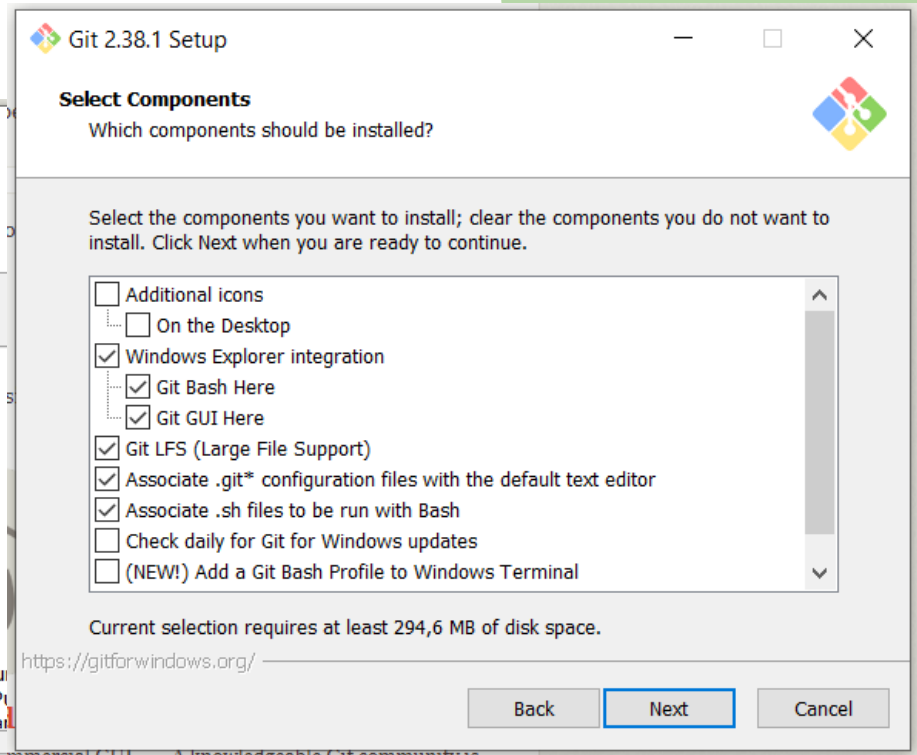 Git 2.38.1 Setup
Select Components
Which components should be installed?
Select the components you want to install; clear the components you do not want to
install. Click Next when you are ready to continue.
Additional icons
On the Desktop
Windows Explorer integration
Git Bash Here
Git GUI Here
Git LFS (Large File Support)
Associate .git* configuration files with the default text editor
Associate .sh files to be run with Bash
Check daily for Git for Windows updates
(NEW!) Add a Git Bash Profile to Windows Terminal
Current selection requires at least 294,6 MB of disk space.
https://gitforwindows.org/
Back
Next
Cancel